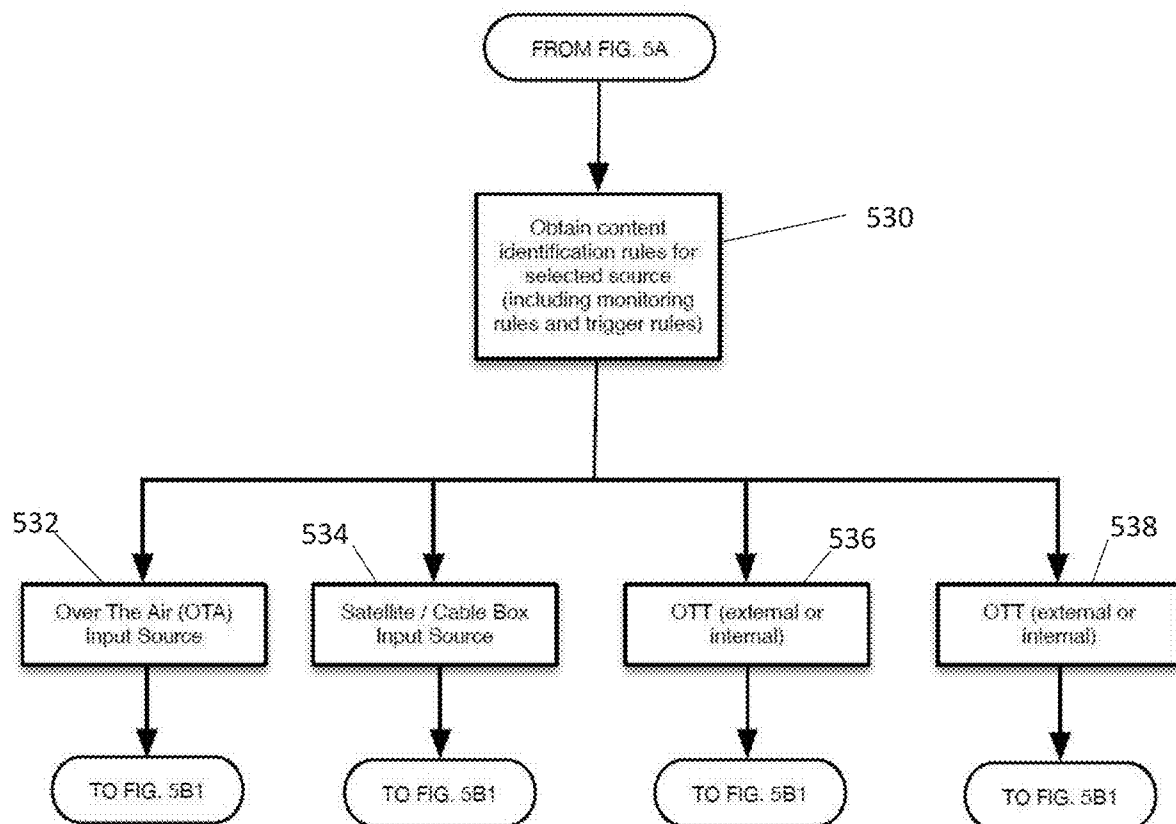 FROM FIG. 5A
Obtain content
identification rules for
selected source
(including monitoring
rules and trigger rules)
530
532
534
536
538
Over The Air (OTA)
Input Source
Satellite / Cable Box
Input Source
OTT (external or
internal)
OTT (external or
internal)
TO FIG. 5B1
TO FIG. 5B1
TO FIG. 5B1
TO FIG. 5B1